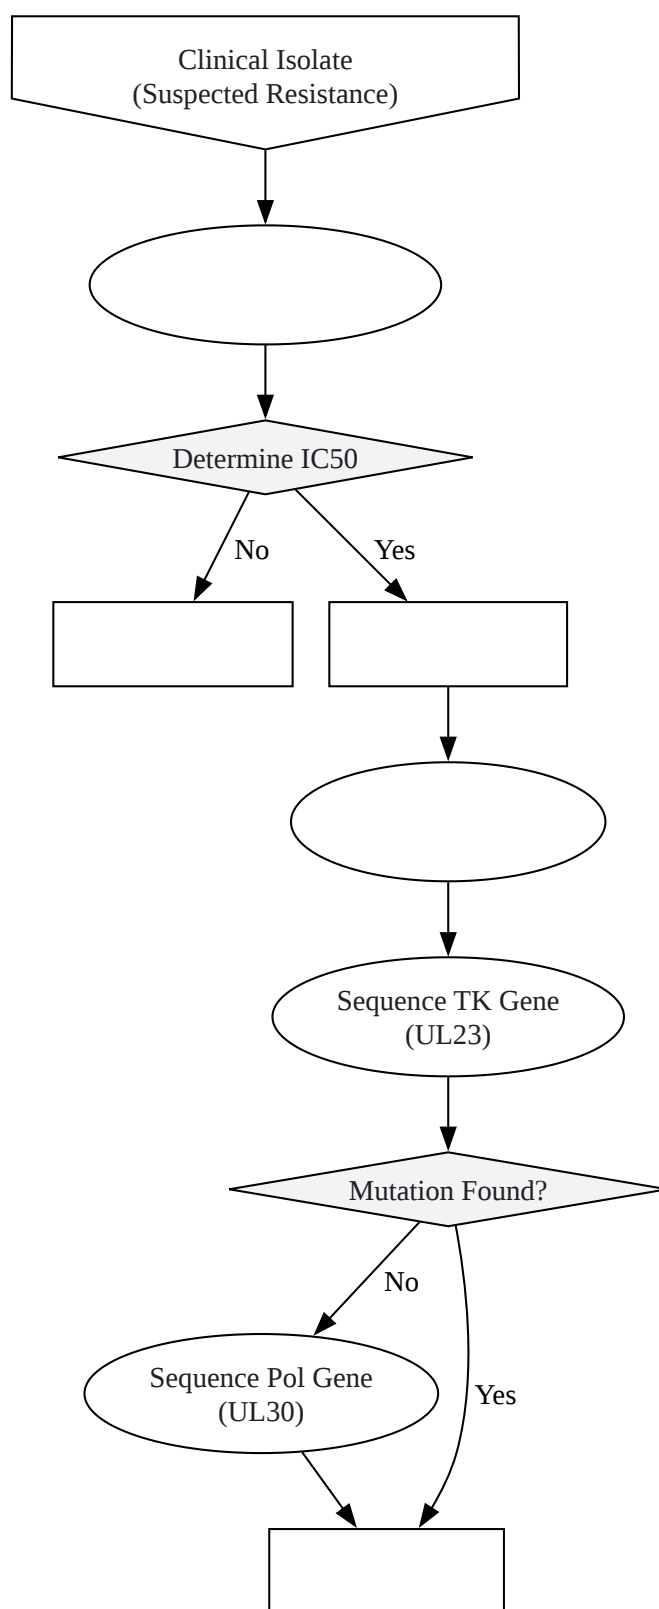 Clinical Isolate
(Suspected Resistance)
Determine IC50
No
Yes
Sequence TK Gene
(UL23)
Mutation Found?
No
Sequence Pol Gene
(UL30)
Yes